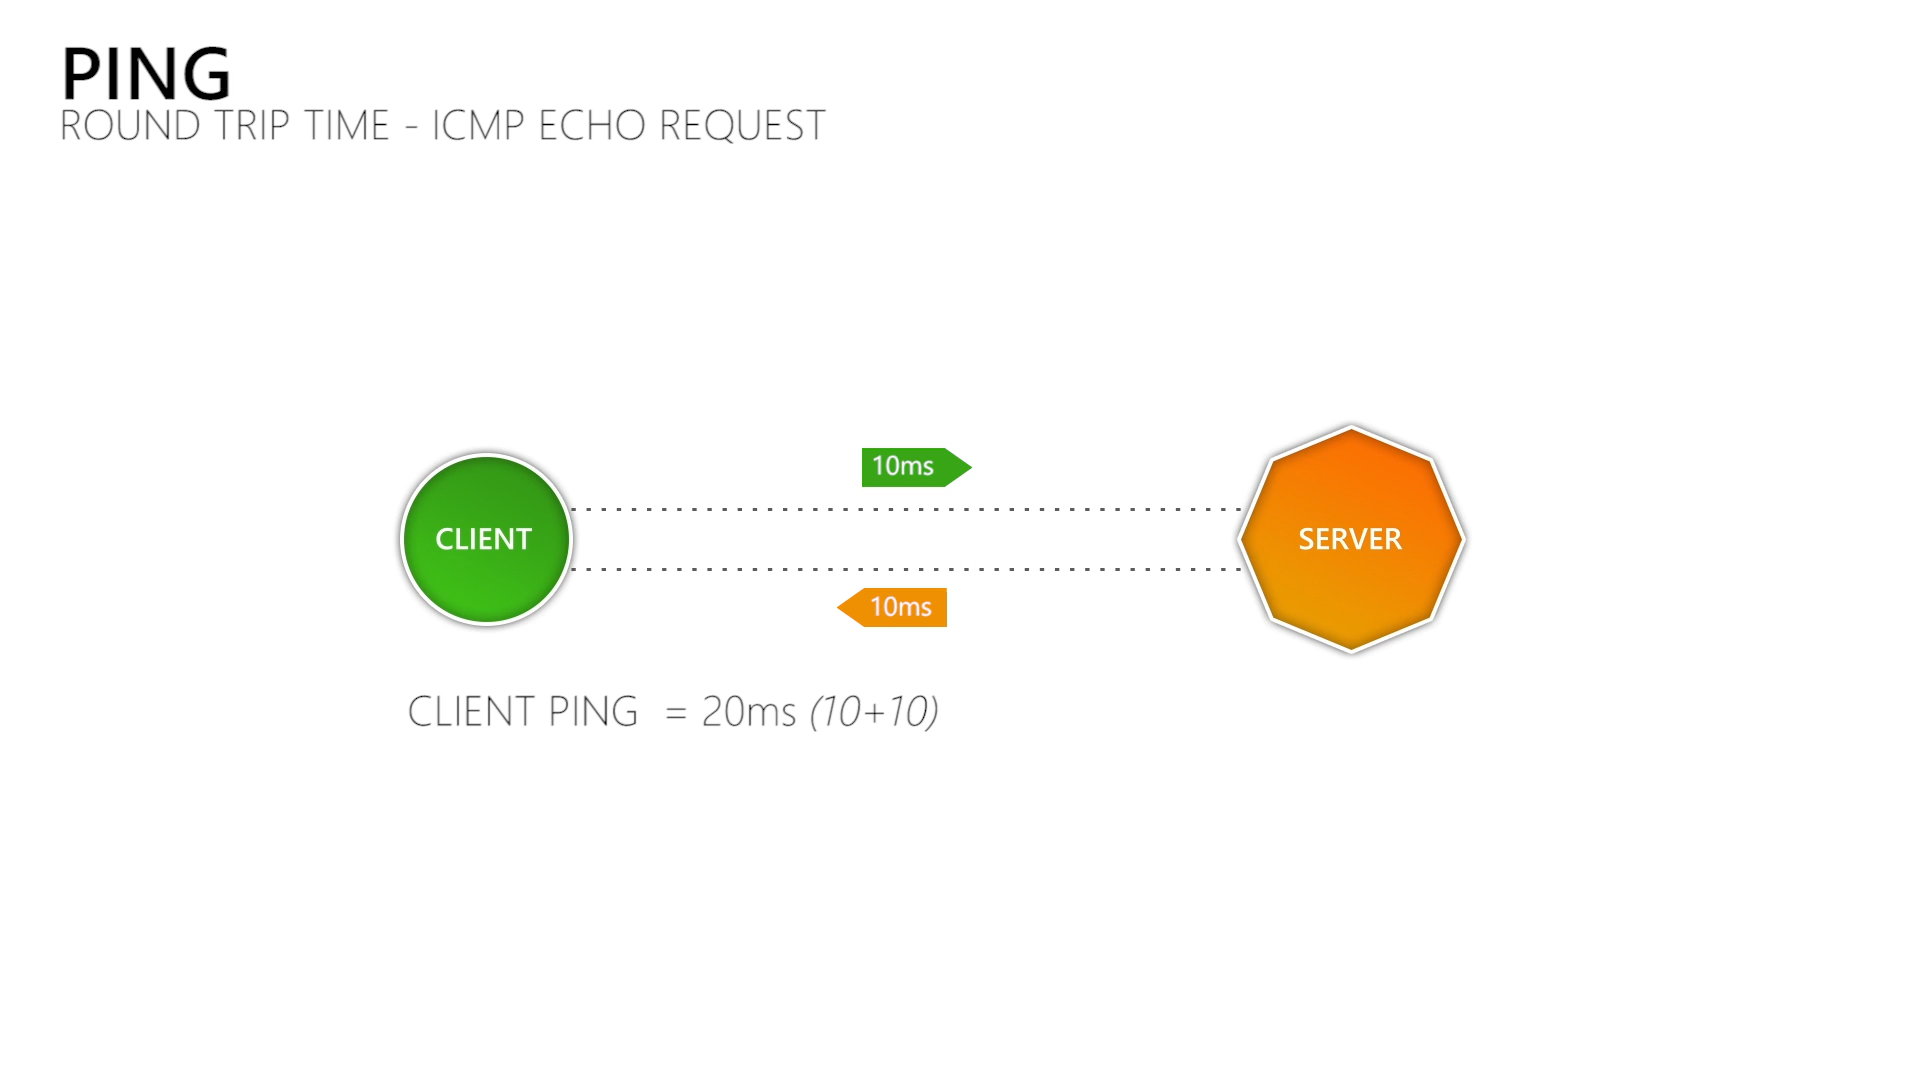 PING
ROUND TRIP TIME - ICMP ECHO REQUEST
10ms
CLIENT
SERVER
10ms
CLIENT PING = 20ms (10+10)